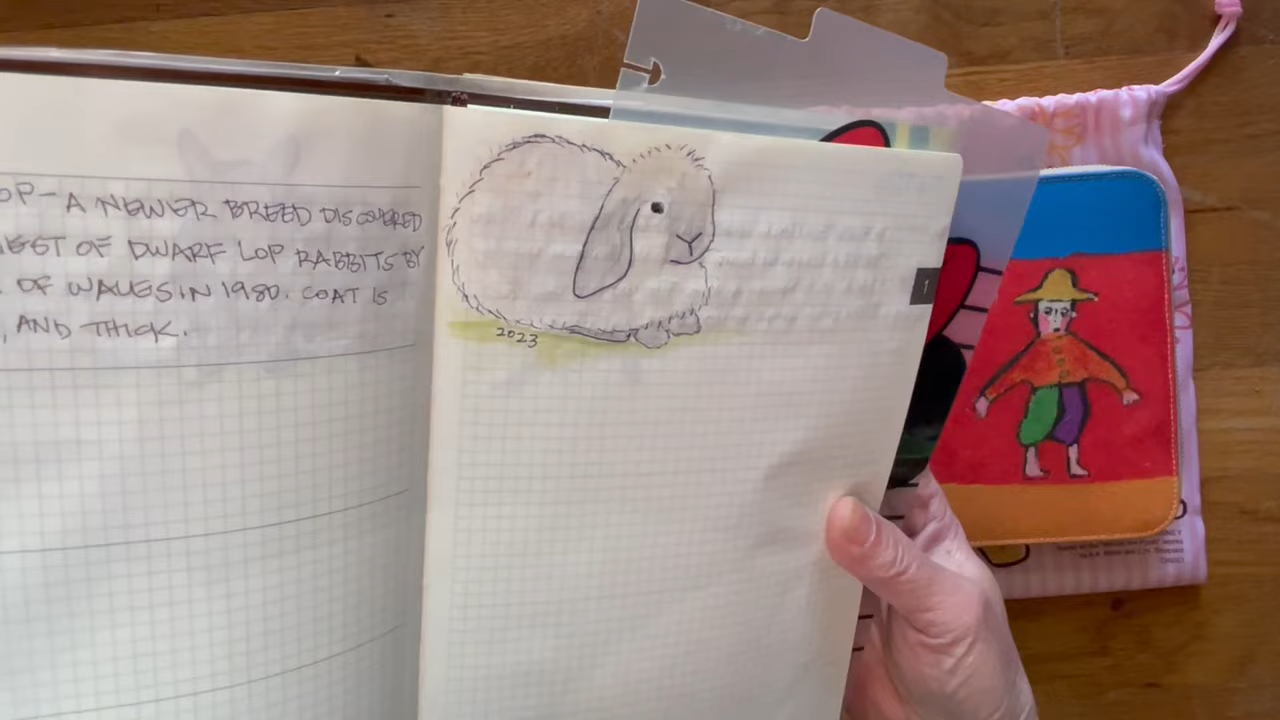 OP-A NEWER BREED DISCOVERED
OF DWARF LOP RABBITS BY
OF WALES IN 1980. COAT IS
, AND THICK.
2023
1